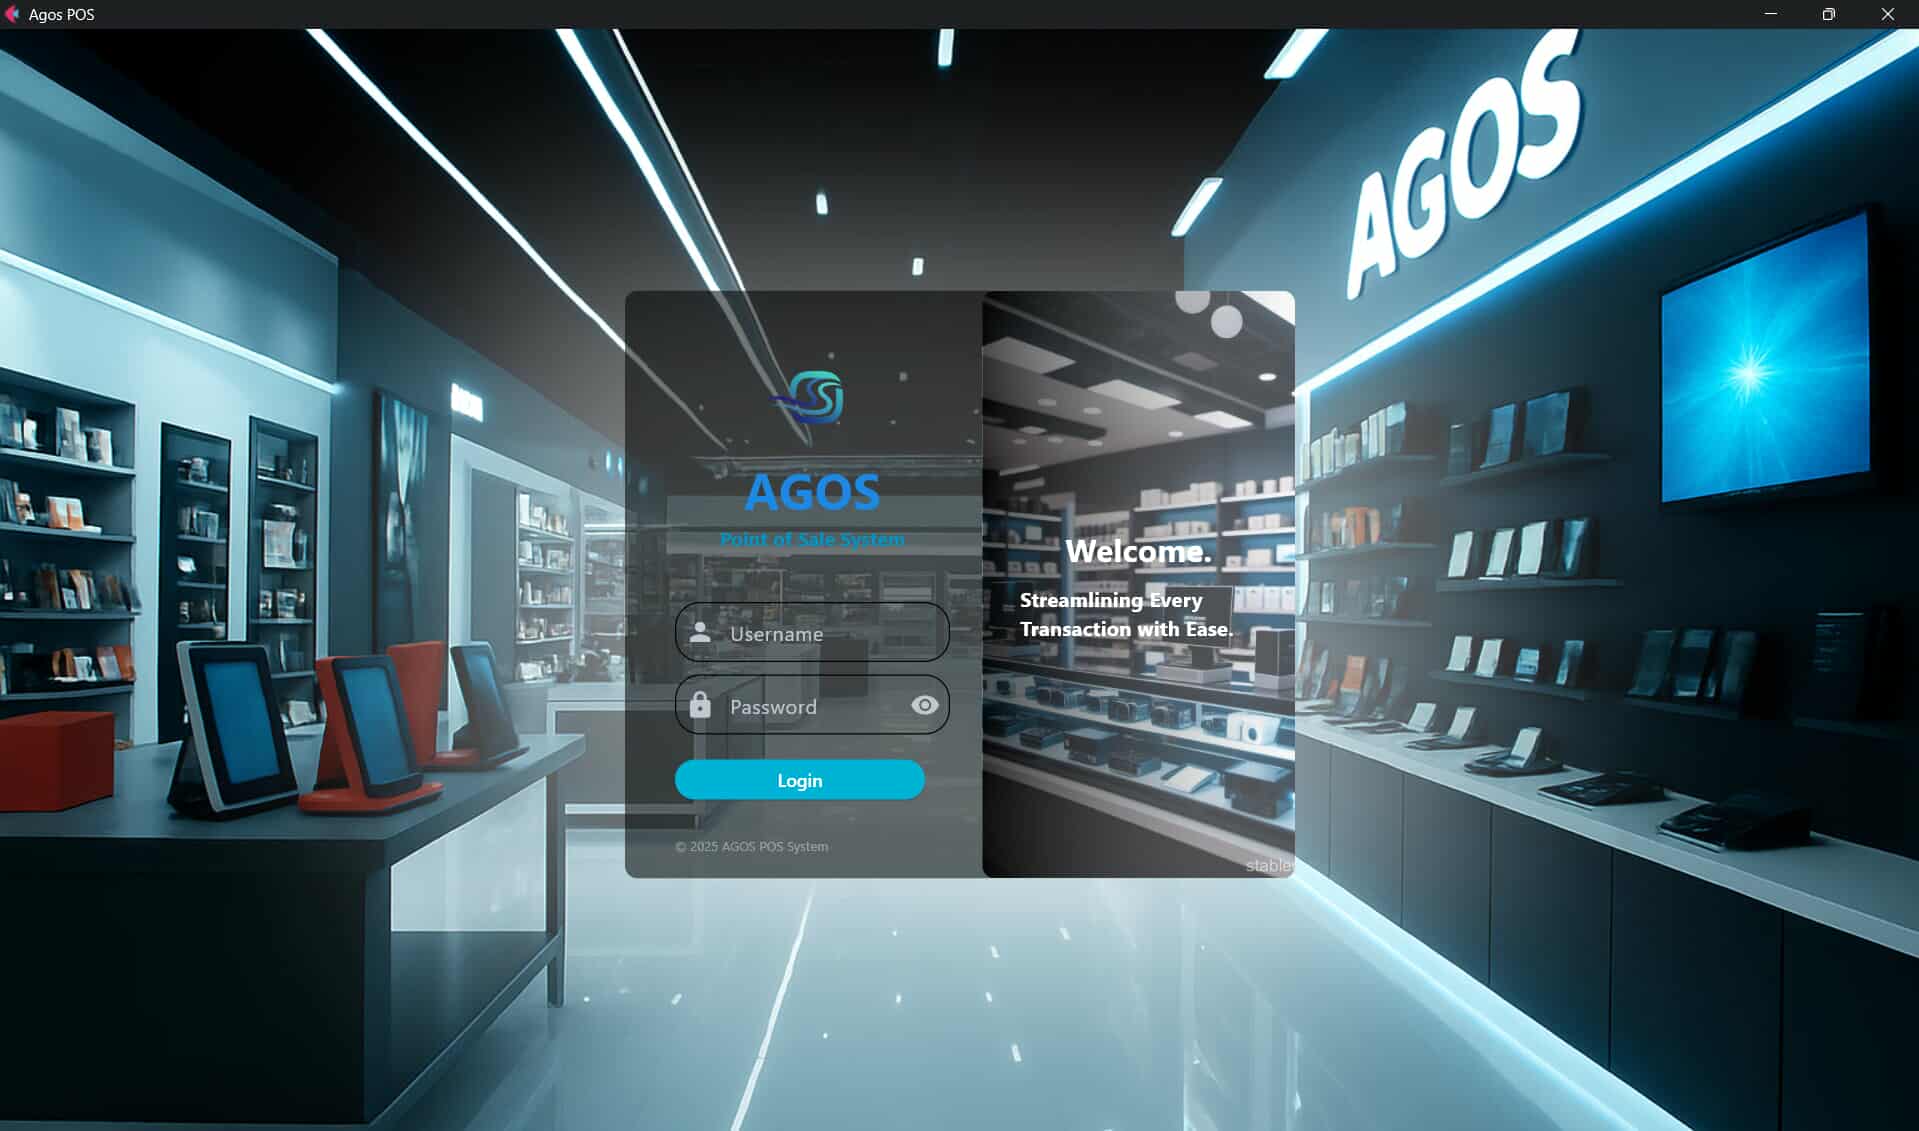 Agos POS
AGOS
AGOS
Point of Sale System
Username
Password
Login
© 2025 AGOS POS System
Welcome.
Streamlining Every
Transaction with Ease.
stable